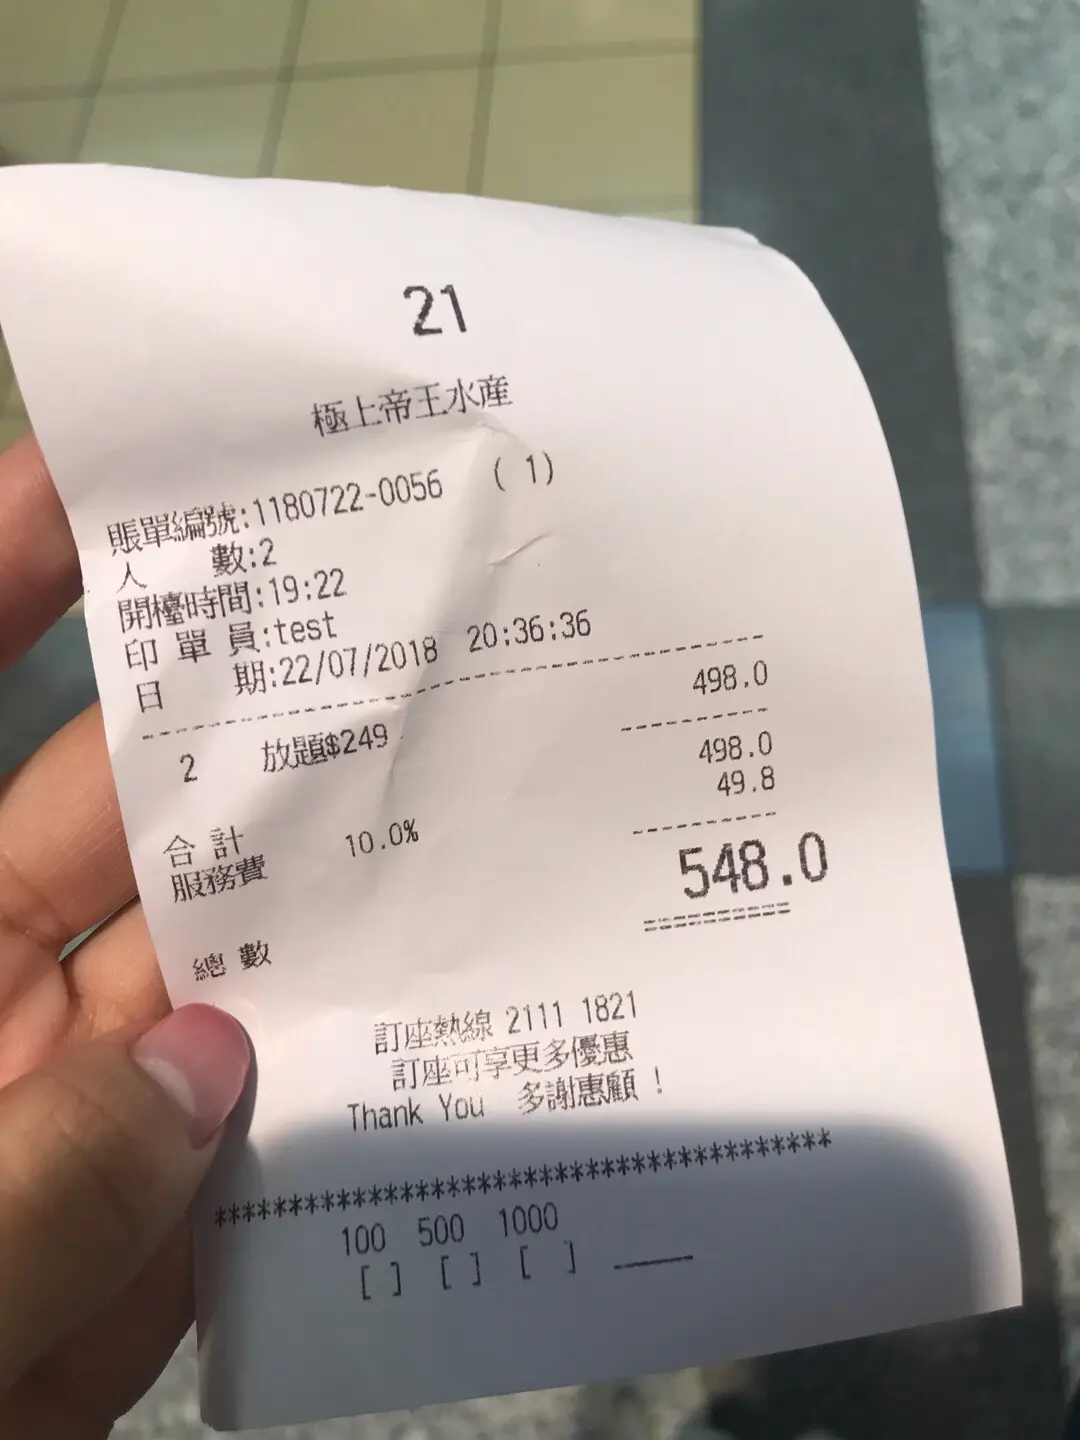 21
極上帝王水産
賬單編號:1180722-0056 ( 1)
人 數:2
開檯時間:19:22
印 單 員:test
日 期:22/07/2018 20:36:36
2 放題$249 498.0
合 計 498.0
服務費 10.0% 49.8
總 數 548.0
訂座熱線 2111 1821
訂座可享更多優惠
Thank You 多謝惠顧 !
****************************************
100 500 1000
[ ] [ ] [ ] _____